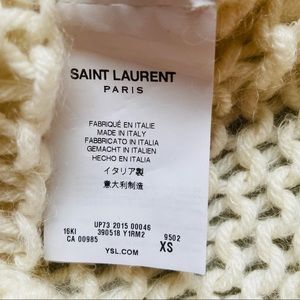 SAINT LAURENT
PARIS
FABRIQUÉ EN ITALIE
MADE IN ITALY
FABBRICATO IN ITALIA
GEMACHT IN ITALIEN
HECHO EN ITALIA
イタリア製
意大利制造
UP73 2015 00046
16KI 390518 Y1RM2 9502
CA 00985 XS
YSL.COM